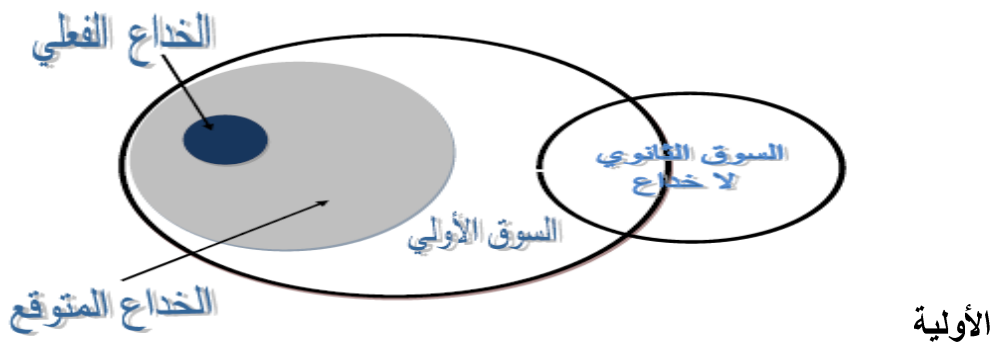 الخداع الفعلي
السوق الثانوي
لا خداع
السوق الأولي
الخداع المتوقع
الأولية